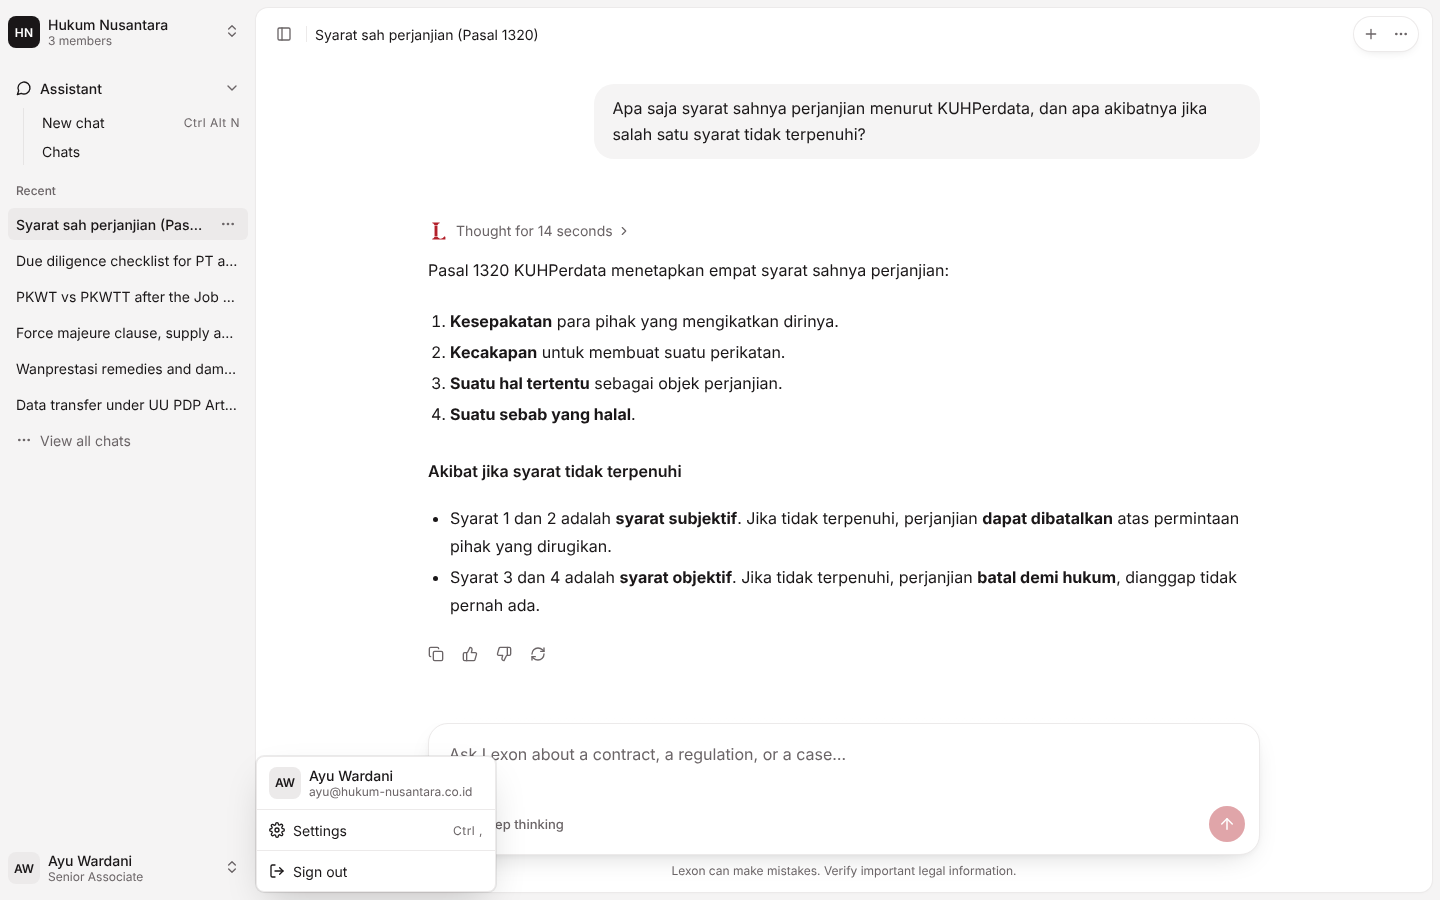 HN
Hukum Nusantara
3 members
Assistant
New chat
Ctrl Alt N
Chats
Recent
Syarat sah perjanjian (Pas...
Due diligence checklist for PT a...
PKWT vs PKWTT after the Job ...
Force majeure clause, supply a...
Wanprestasi remedies and dam...
Data transfer under UU PDP Art...
View all chats
AW
Ayu Wardani
Senior Associate
Syarat sah perjanjian (Pasal 1320)
Apa saja syarat sahnya perjanjian menurut KUHPerdata, dan apa akibatnya jika
salah satu syarat tidak terpenuhi?
L
Thought for 14 seconds
Pasal 1320 KUHPerdata menetapkan empat syarat sahnya perjanjian:
1. Kesepakatan para pihak yang mengikatkan dirinya.
2. Kecakapan untuk membuat suatu perikatan.
3. Suatu hal tertentu sebagai objek perjanjian.
4. Suatu sebab yang halal.
Akibat jika syarat tidak terpenuhi
• Syarat 1 dan 2 adalah syarat subjektif. Jika tidak terpenuhi, perjanjian dapat dibatalkan atas permintaan
pihak yang dirugikan.
• Syarat 3 dan 4 adalah syarat objektif. Jika tidak terpenuhi, perjanjian batal demi hukum, dianggap tidak
pernah ada.
Ask Lexon about a contract, a regulation, or a case...
AW
Ayu Wardani
ayu@hukum-nusantara.co.id
Settings
Ctrl ,
Sign out
thinking
Lexon can make mistakes. Verify important legal information.